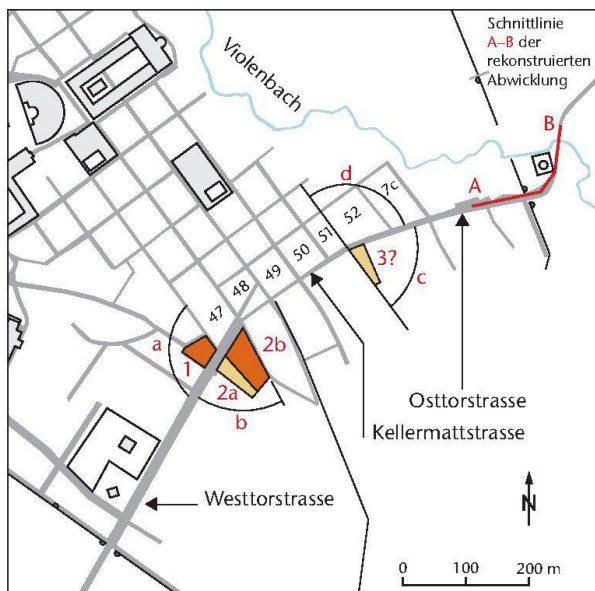 Schnittlinie
A–B der
rekonstruierten
Abwicklung
Violenbach
B
A
d
7c
52
51
50
49
48
47
3?
c
a
1
2b
2a
b
Osttorstrasse
Kellermattstrasse
Westtorstrasse
N
0 100 200 m